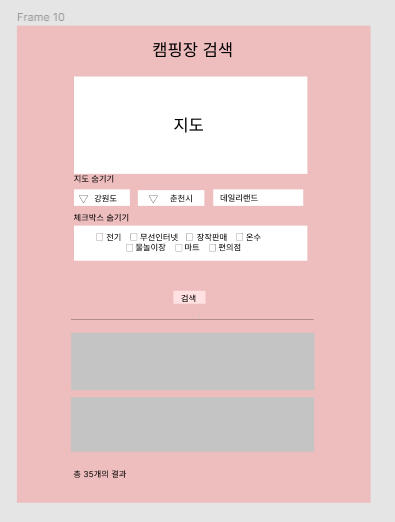 Frame 10
캠핑장 검색
지도
지도 숨기기
강원도 춘천시 데일리랜드
체크박스 숨기기
전기 무선인터넷 장작판매 온수
물놀이장 마트 편의점
검색
총 35개의 결과